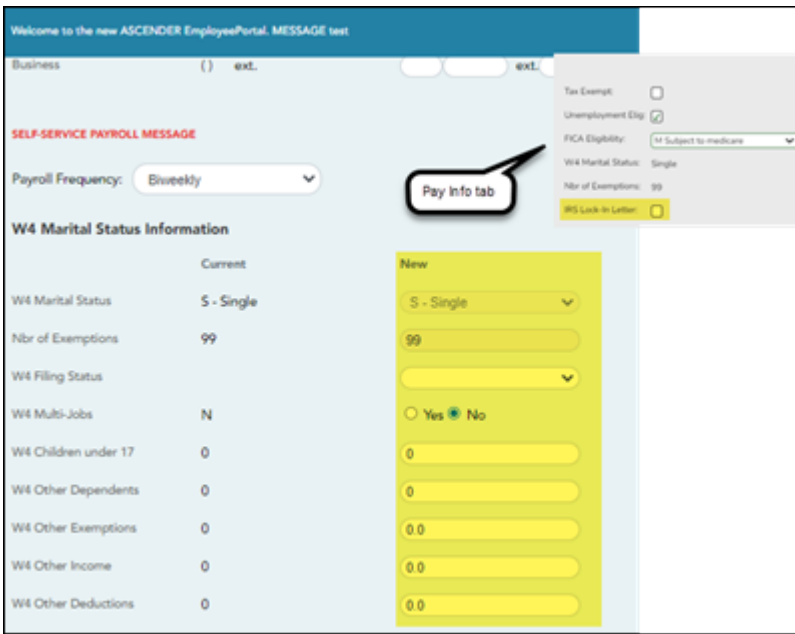 Welcome to the new ASCENDER EmployeePortal. MESSAGE test
Business ( ) ext. ext.
SELF-SERVICE PAYROLL MESSAGE
Payroll Frequency: Biweekly
W4 Marital Status Information
Current New
W4 Marital Status S - Single S - Single
Nbr of Exemptions 99 99
W4 Filing Status
W4 Multi-Jobs N Yes No
W4 Children under 17 0 0
W4 Other Dependents 0 0
W4 Other Exemptions 0 0.0
W4 Other Income 0 0.0
W4 Other Deductions 0 0.0
Pay Info tab
Tax Exempt:
Unemployment Elig:
FICA Eligibility: M Subject to medicare
W4 Marital Status: Single
Nbr of Exemptions: 99
IRS Lock-In Letter: